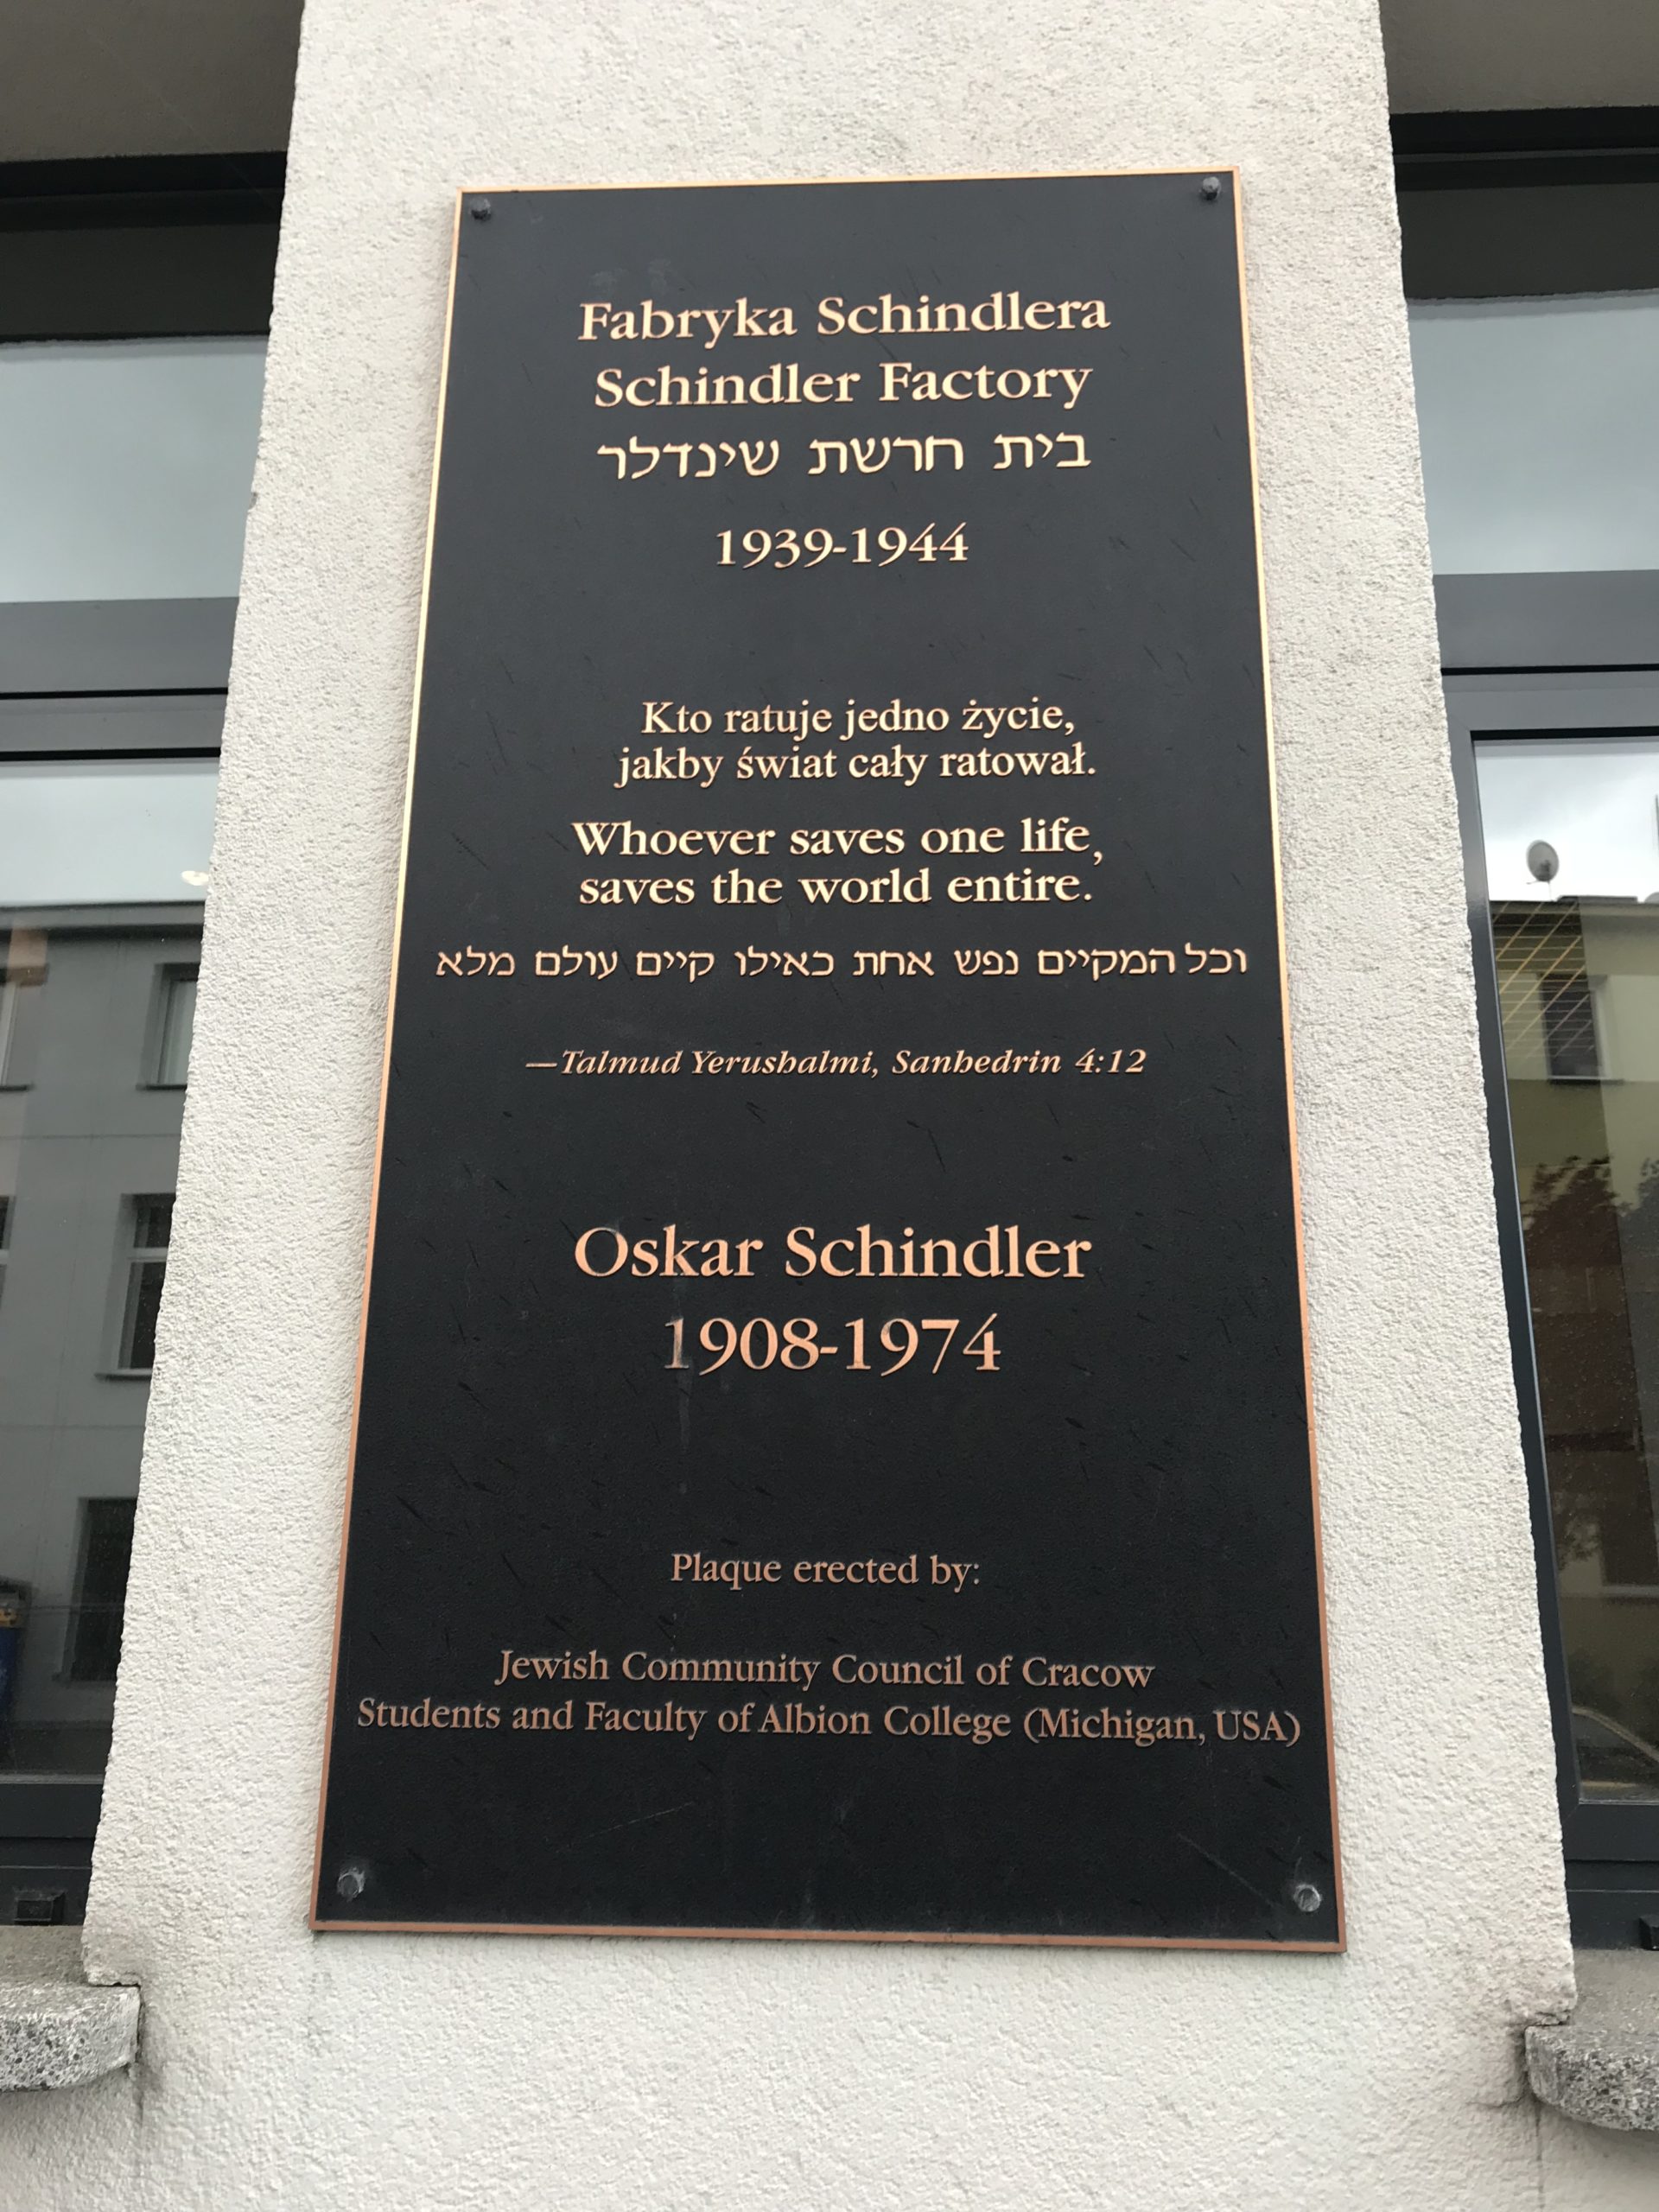 Fabryka Schindlera
Schindler Factory
בית חרשת שינדלר
1939-1944
Kto ratuje jedno życie,
jakby świat cały ratował.
Whoever saves one life,
saves the world entire.
וכל המקיים נפש אחת כאילו קיים עולם מלא
—Talmud Yerushalmi, Sanhedrin 4:12
Oskar Schindler
1908-1974
Plaque erected by:
Jewish Community Council of Cracow
Students and Faculty of Albion College (Michigan, USA)